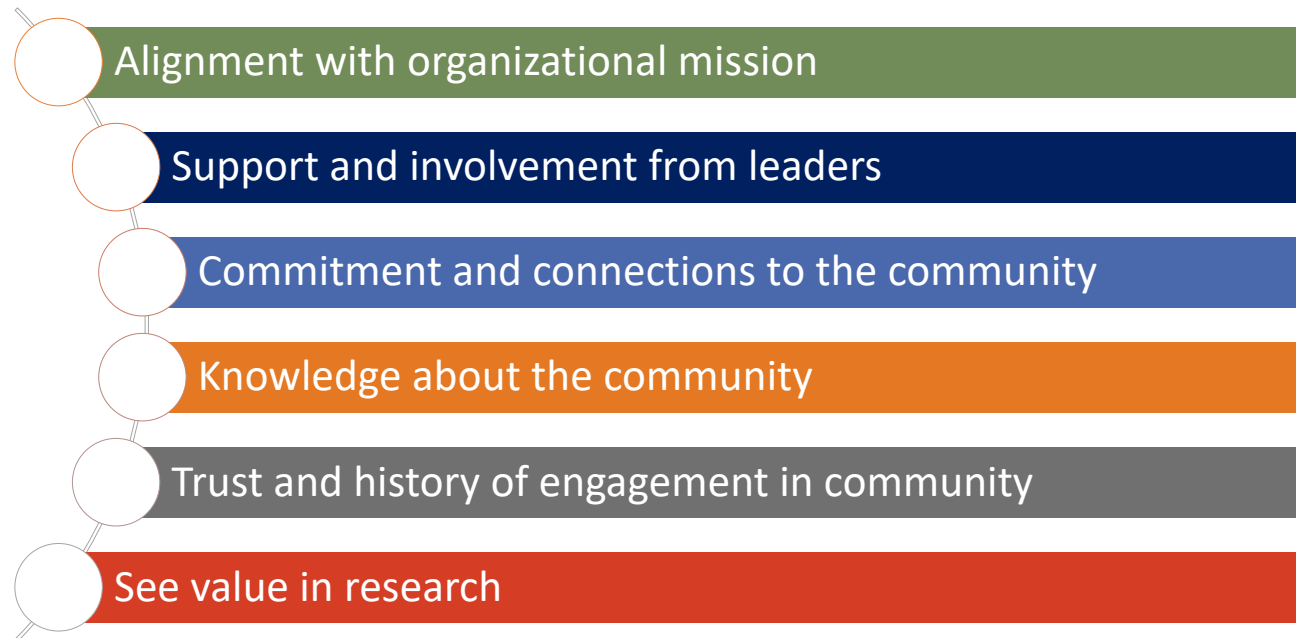 Alignment with organizational mission
Support and involvement from leaders
Commitment and connections to the community
Knowledge about the community
Trust and history of engagement in community
See value in research